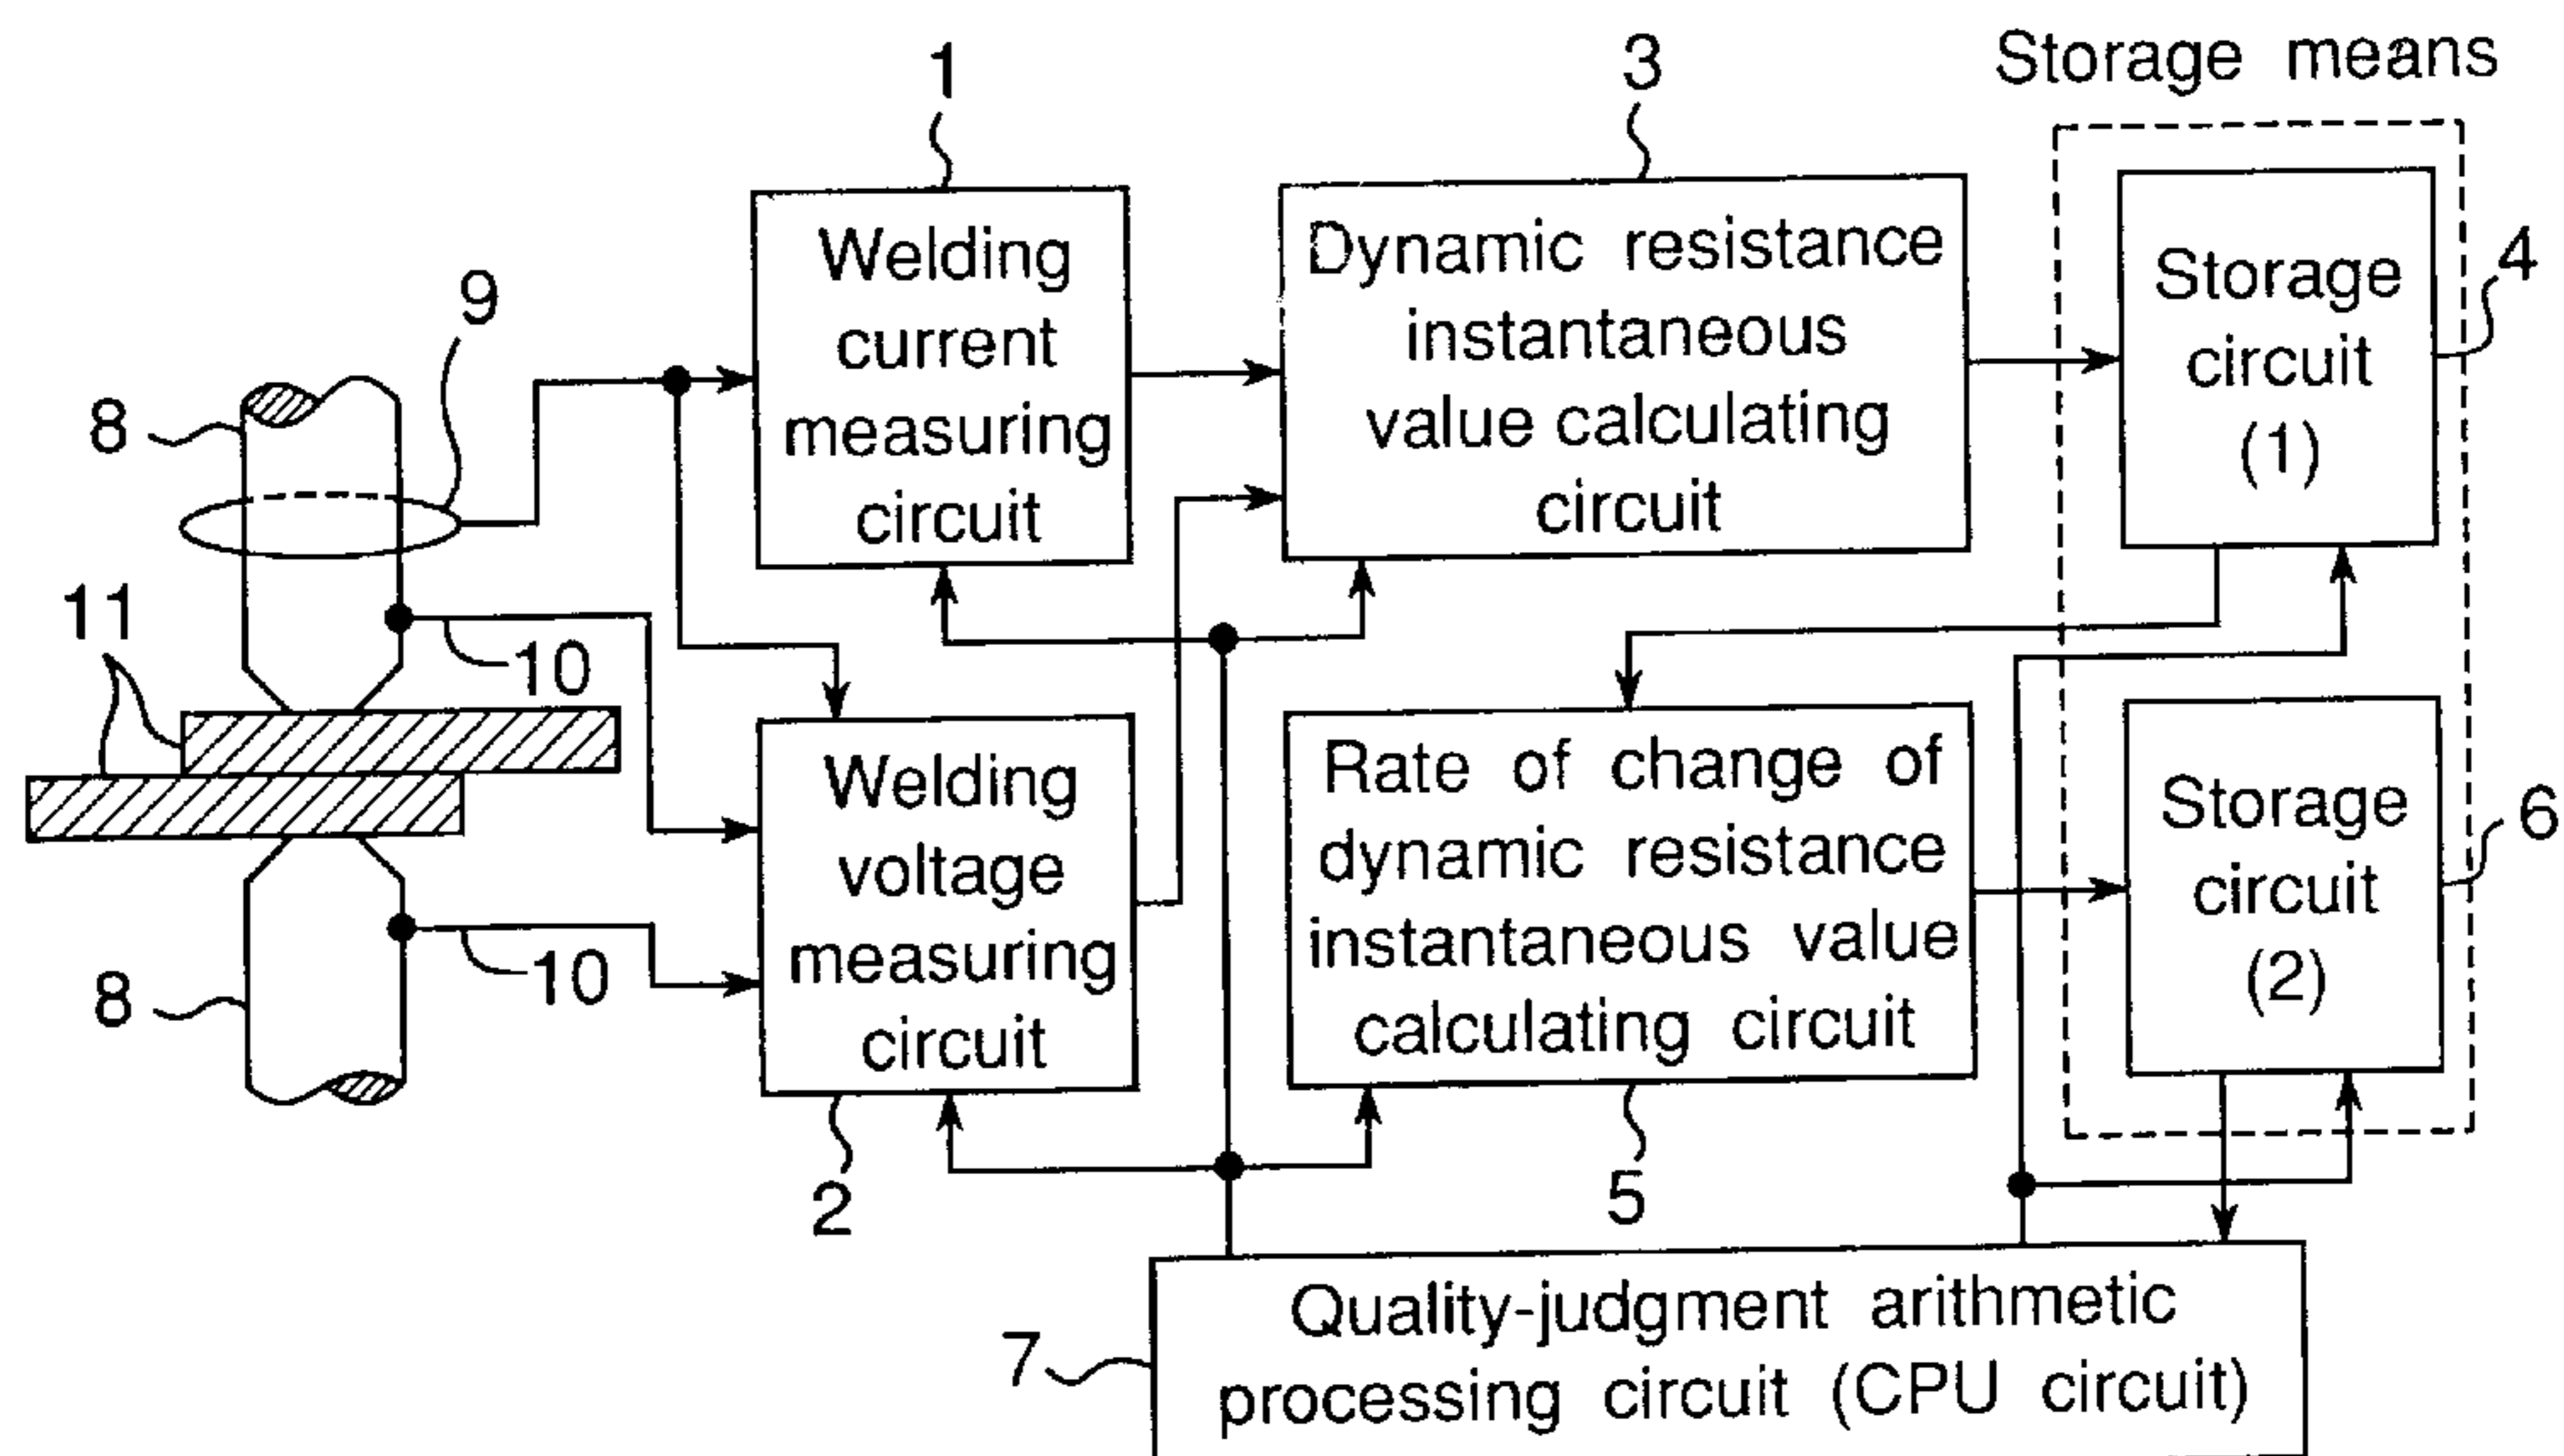 1
3
Storage means
Welding
current
measuring
circuit
Dynamic resistance
instantaneous
value calculating
circuit
Storage
circuit
(1)
4
9
8
11
10
Welding
voltage
measuring
circuit
Rate of change of
dynamic resistance
instantaneous value
calculating circuit
Storage
circuit
(2)
6
10
8
2
5
7
Quality-judgment arithmetic
processing circuit (CPU circuit)